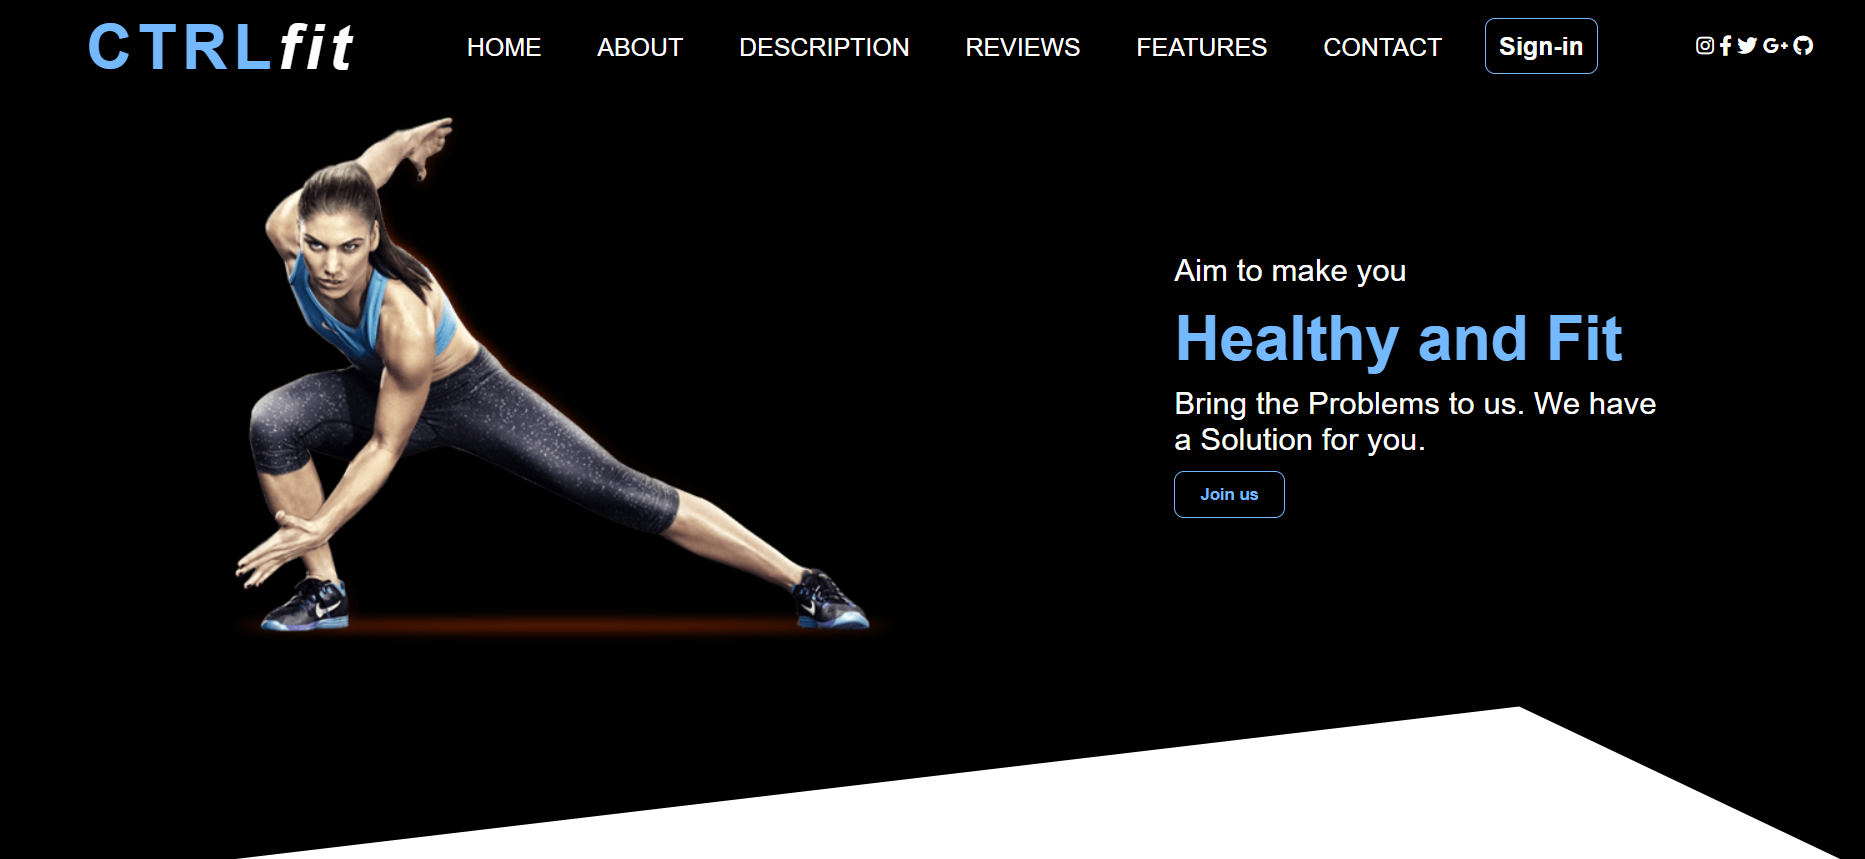 CTRLfit
HOME ABOUT DESCRIPTION REVIEWS FEATURES CONTACT Sign-in
Aim to make you
Healthy and Fit
Bring the Problems to us. We have
a Solution for you.
Join us